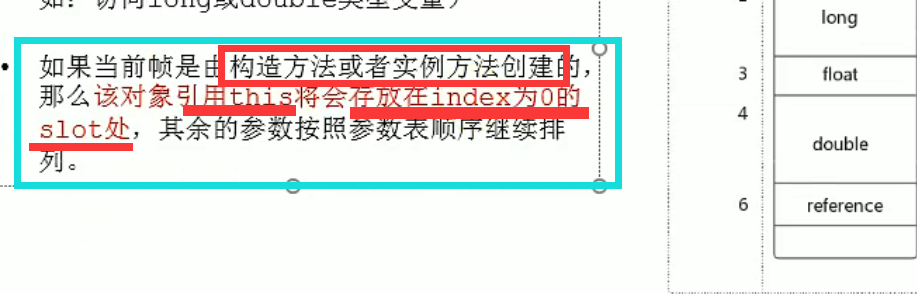 如：访问long或double类型变量）
• 如果当前帧是由构造方法或者实例方法创建的，
那么该对象引用this将会存放在index为0的
slot处，其余的参数按照参数表顺序继续排
列。
long
3 float
4
double
6 reference